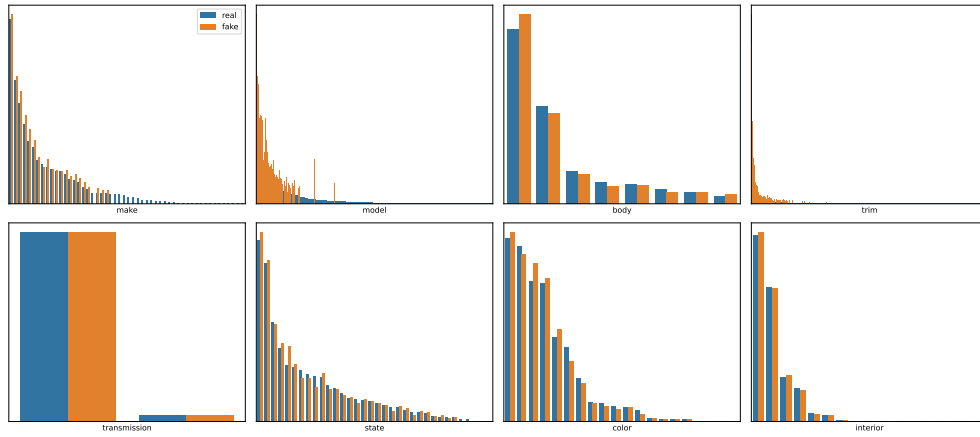 real
fake
make
model
body
trim
transmission
state
color
interior